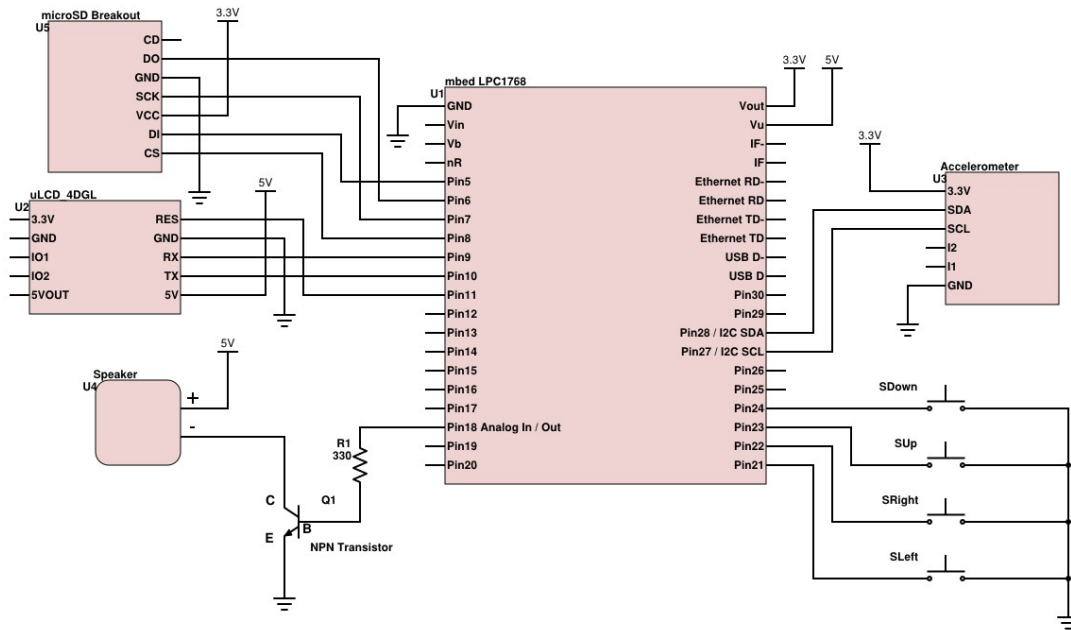 microSD Breakout
U5
CD
DO
GND
SCK
VCC
DI
CS
3.3V
uLCD_4DGL
U2
3.3V
GND
IO1
IO2
5VOUT
RES
GND
RX
TX
5V
5V
Speaker
U4
+
-
5V
R1
330
Q1
C
B
E
NPN Transistor
mbed LPC1768
U1
GND
Vin
Vb
nR
Pin5
Pin6
Pin7
Pin8
Pin9
Pin10
Pin11
Pin12
Pin13
Pin14
Pin15
Pin16
Pin17
Pin18 Analog In / Out
Pin19
Pin20
Vout
Vu
IF-
IF
Ethernet RD-
Ethernet RD
Ethernet TD-
Ethernet TD
USB D-
USB D
Pin30
Pin29
Pin28 / I2C SDA
Pin27 / I2C SCL
Pin26
Pin25
Pin24
Pin23
Pin22
Pin21
3.3V
5V
3.3V
Accelerometer
U3
3.3V
SDA
SCL
I2
I1
GND
SDown
SUp
SRight
SLeft